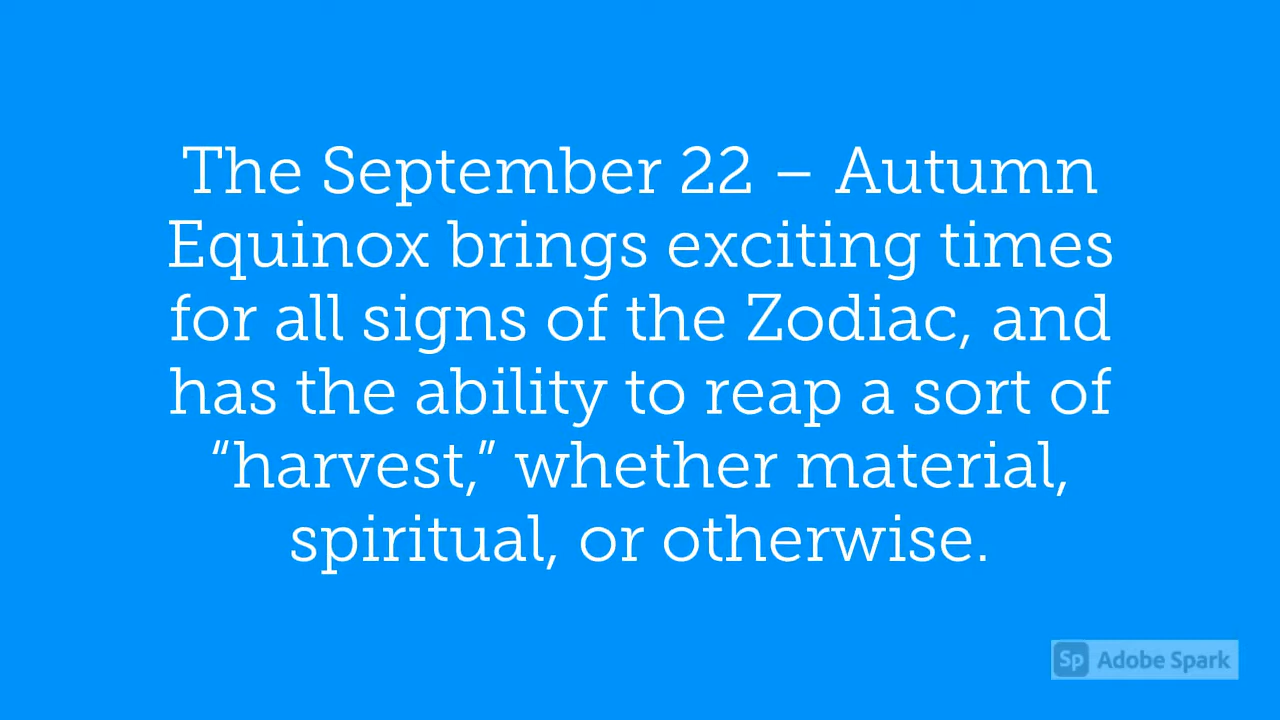 The September 22 – Autumn
Equinox brings exciting times
for all signs of the Zodiac, and
has the ability to reap a sort of
“harvest,” whether material,
spiritual, or otherwise.
Sp Adobe Spark